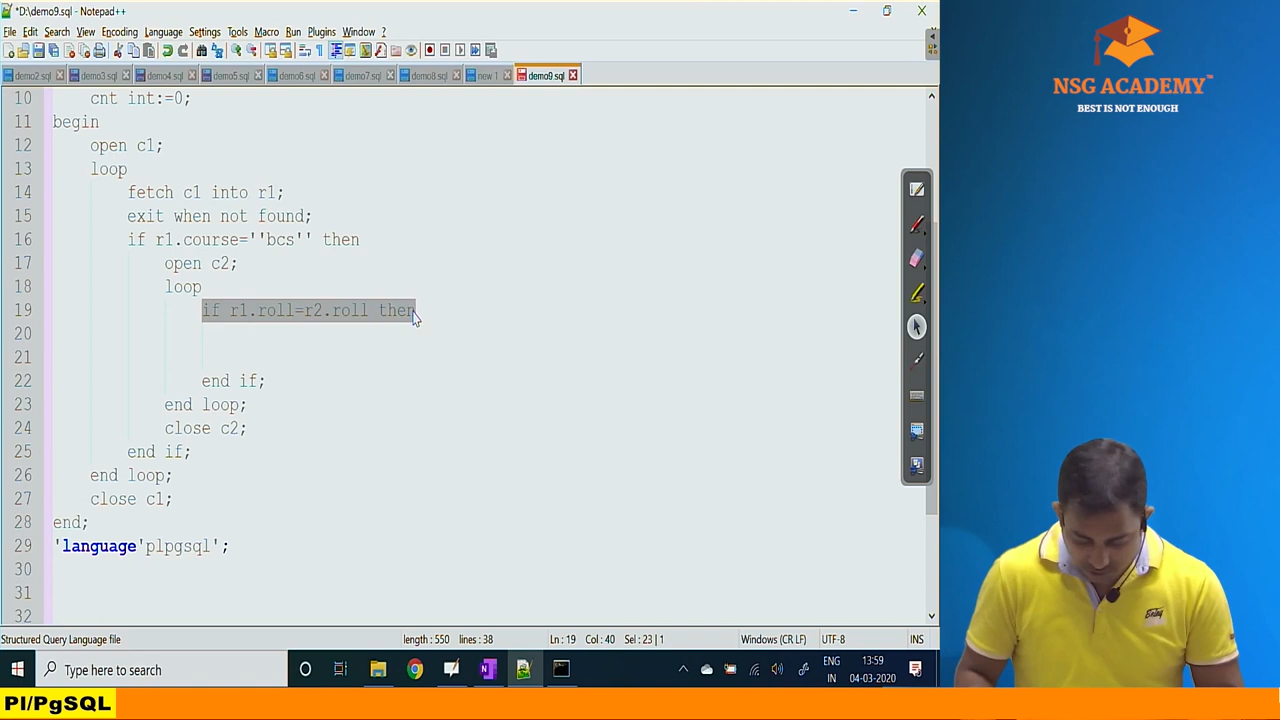 *D:\demo9.sql - Notepad++
File Edit Search View Encoding Language Settings Tools Macro Run Plugins Window ?
demo2.sql demo3.sql demo4.sql demo5.sql demo6.sql demo7.sql demo8.sql new 1 demo9.sql
10 cnt int:=0;
11 begin
12 open c1;
13 loop
14 fetch c1 into r1;
15 exit when not found;
16 if r1.course=''bcs'' then
17 open c2;
18 loop
19 if r1.roll=r2.roll then
20
21
22 end if;
23 end loop;
24 close c2;
25 end if;
26 end loop;
27 close c1;
28 end;
29 'language'plpgsql';
30
31
32
Structured Query Language file length : 550 lines : 38 Ln : 19 Col : 40 Sel : 23 | 1 Windows (CR LF) UTF-8 INS
Type here to search
ENG
IN
13:59
04-03-2020
NSG ACADEMY™
BEST IS NOT ENOUGH
Pl/PgSQL